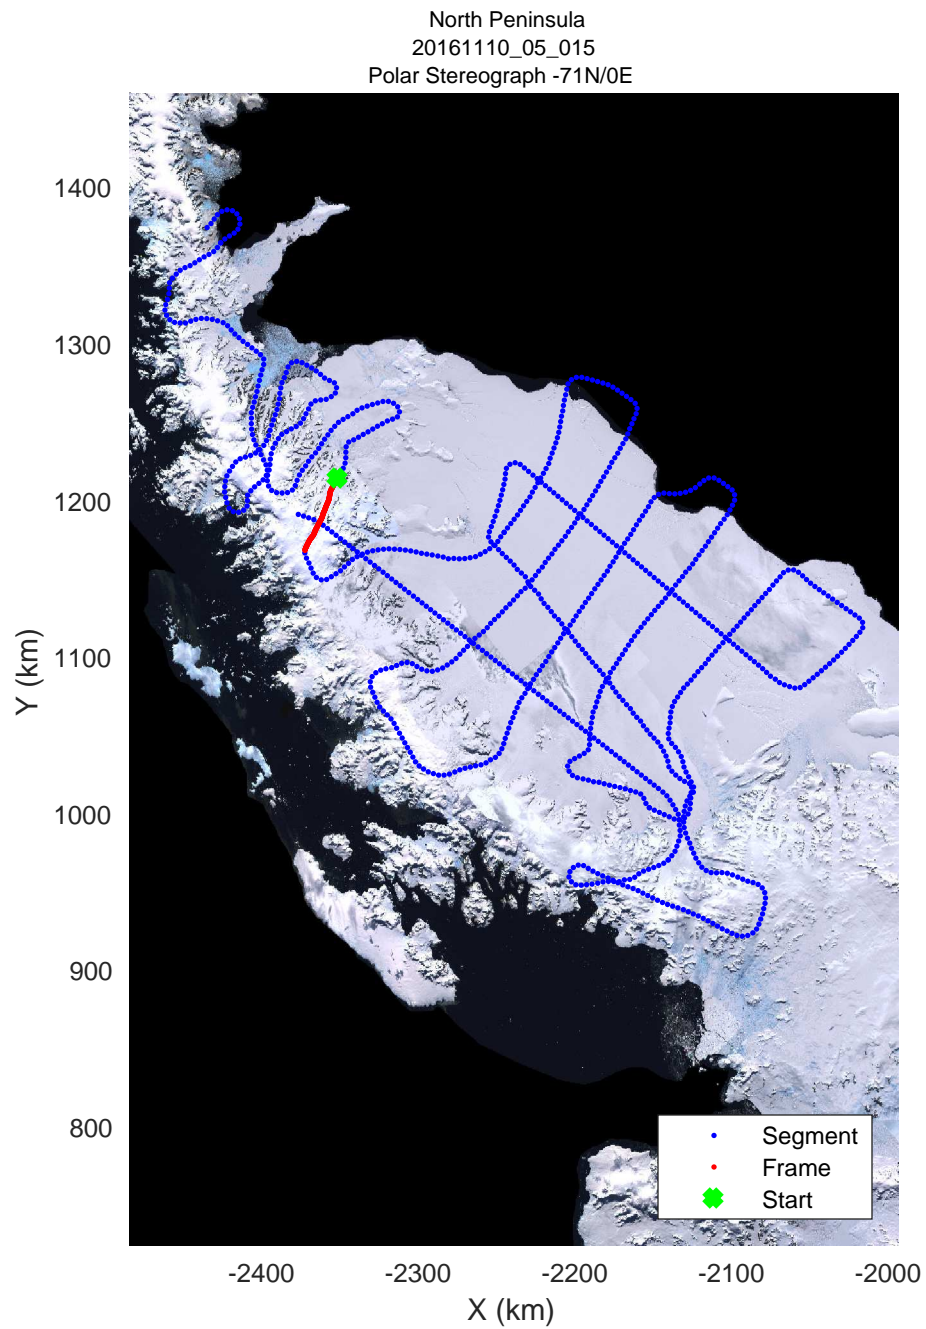 North Peninsula
20161110_05_015
Polar Stereograph -71N/0E
1400
1300
1200
1100
1000
900
800
Y (km)
Segment
Frame
Start
-2400
-2300
-2200
-2100
-2000
X (km)